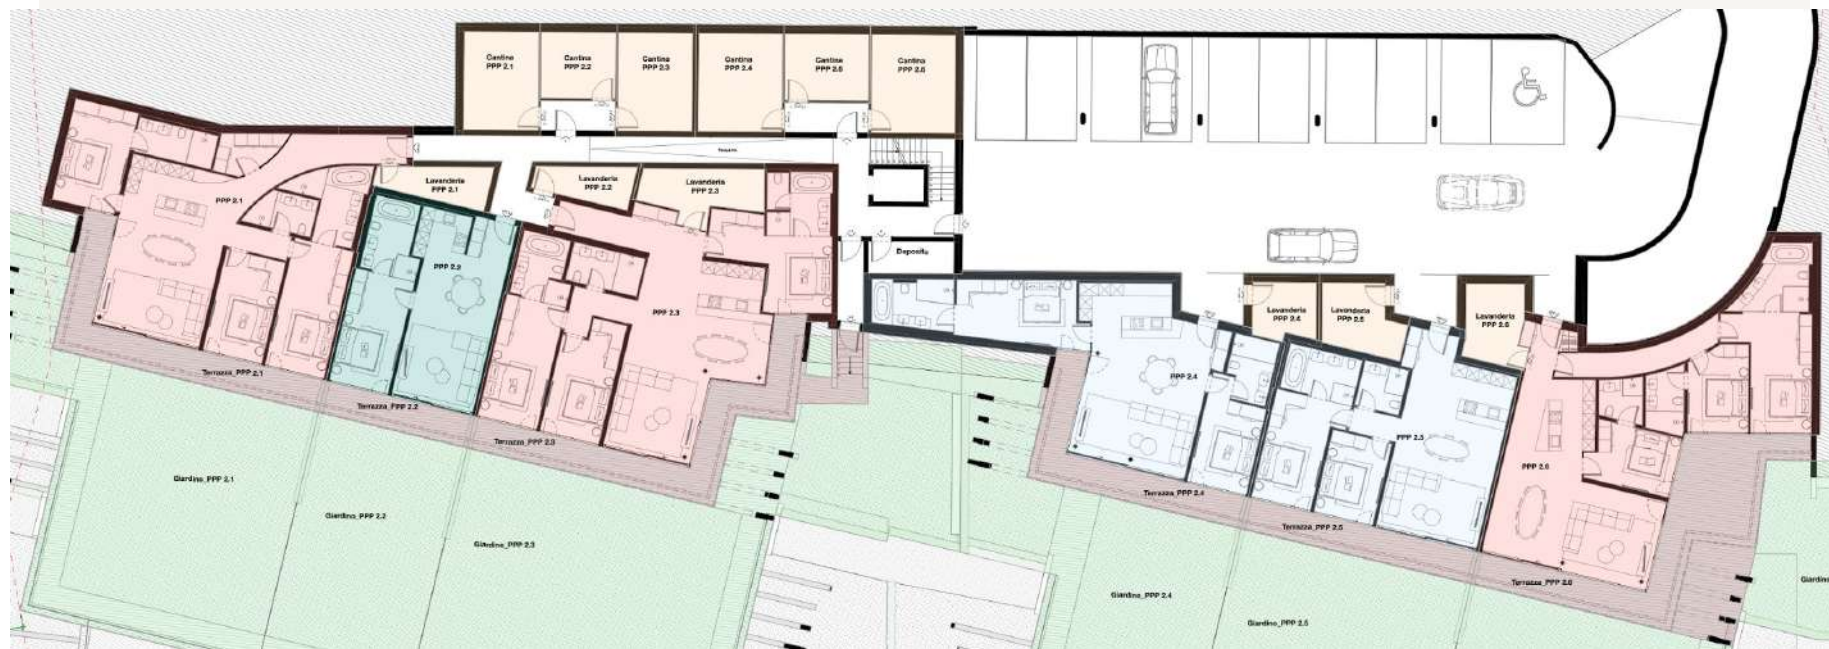 Cantina
PPP 2.1
Cantina
PPP 2.2
Cantina
PPP 2.3
Cantina
PPP 2.4
Cantina
PPP 2.5
Cantina
PPP 2.6
Lavanderia
PPP 2.1
Lavanderia
PPP 2.2
Lavanderia
PPP 2.3
PPP 2.1
PPP 2.2
PPP 2.3
Deposito
Lavanderia
PPP 2.4
Lavanderia
PPP 2.5
Lavanderia
PPP 2.6
PPP 2.4
PPP 2.5
PPP 2.6
Terrazza_PPP 2.1
Terrazza_PPP 2.2
Terrazza_PPP 2.3
Terrazza_PPP 2.4
Terrazza_PPP 2.5
Terrazza_PPP 2.6
Giardino_PPP 2.1
Giardino_PPP 2.2
Giardino_PPP 2.3
Giardino_PPP 2.4
Giardino_PPP 2.5
Giardino